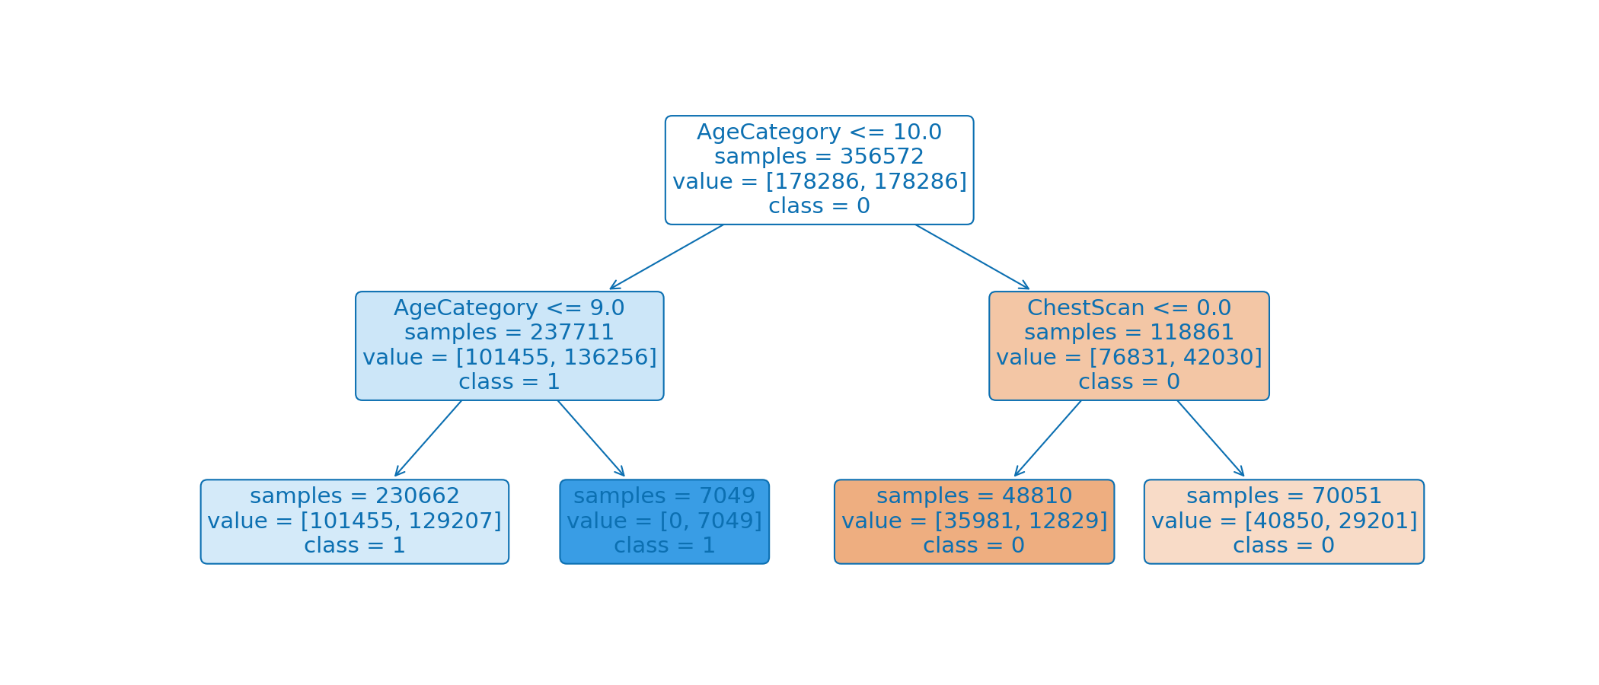 AgeCategory <= 10.0
samples = 356572
value = [178286, 178286]
class = 0
AgeCategory <= 9.0
samples = 237711
value = [101455, 136256]
class = 1
ChestScan <= 0.0
samples = 118861
value = [76831, 42030]
class = 0
samples = 230662
value = [101455, 129207]
class = 1
samples = 7049
value = [0, 7049]
class = 1
samples = 48810
value = [35981, 12829]
class = 0
samples = 70051
value = [40850, 29201]
class = 0